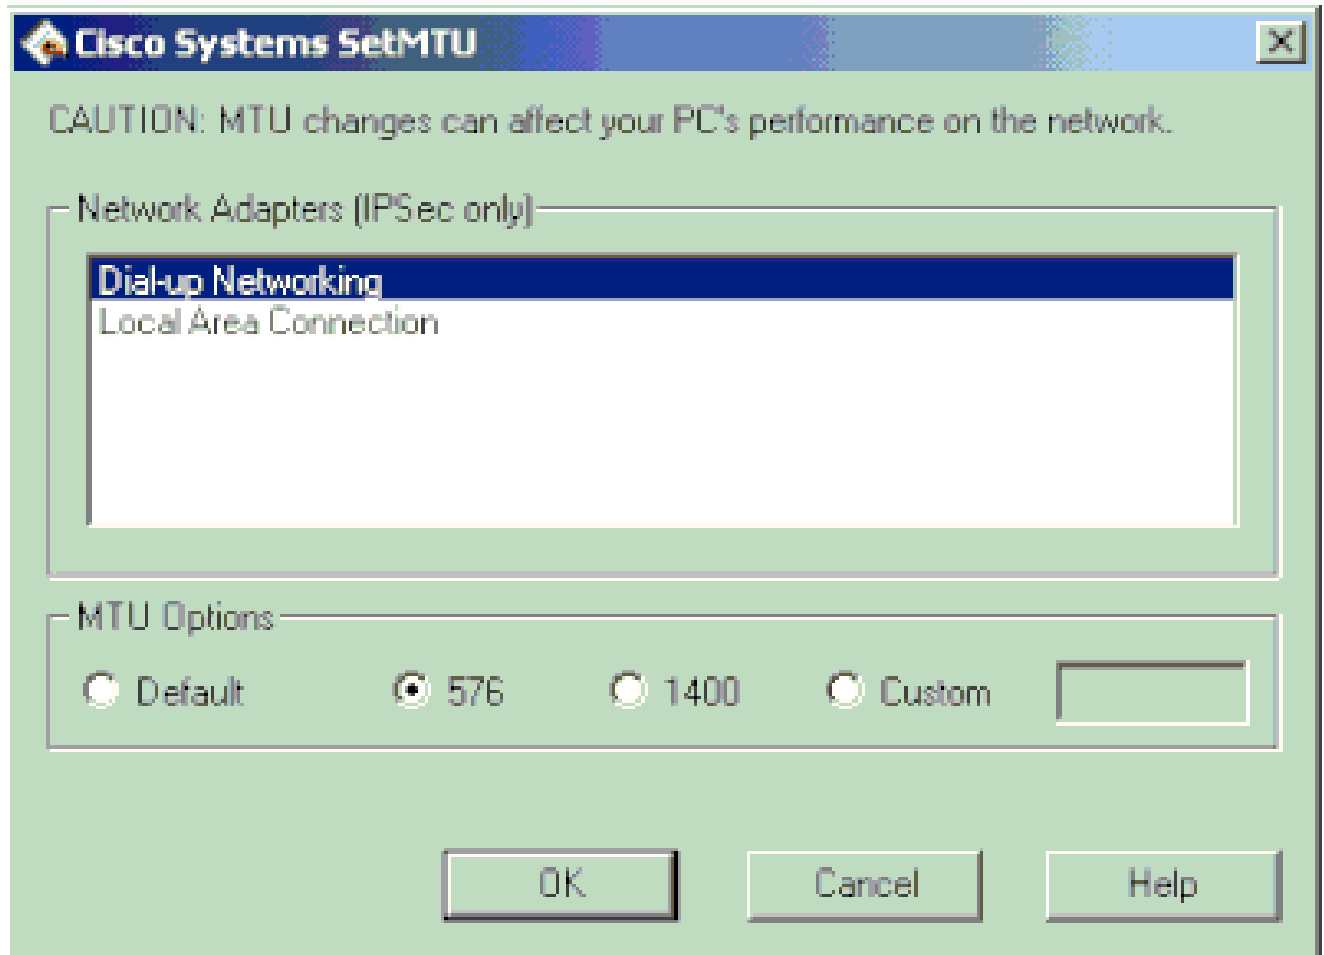 Cisco Systems SetMTU
CAUTION: MTU changes can affect your PC's performance on the network.
Network Adapters (IPSec only)
Dial-up Networking
Local Area Connection
MTU Options
Default 576 1400 Custom
OK Cancel Help